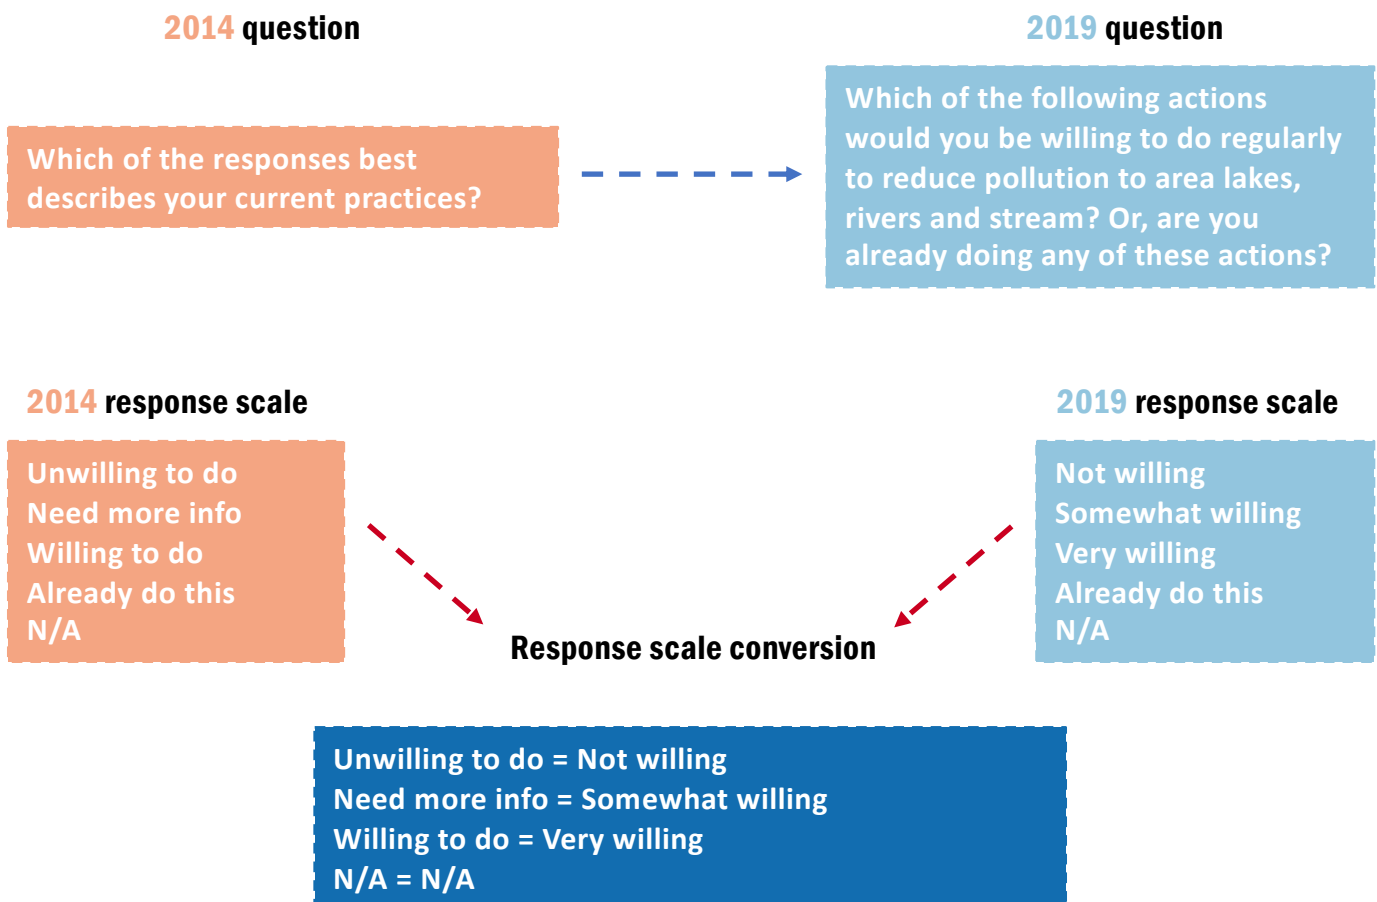 2014 question
Which of the responses best
describes your current practices?
2019 question
Which of the following actions
would you be willing to do regularly
to reduce pollution to area lakes,
rivers and stream? Or, are you
already doing any of these actions?
2014 response scale
Unwilling to do
Need more info
Willing to do
Already do this
N/A
2019 response scale
Not willing
Somewhat willing
Very willing
Already do this
N/A
Response scale conversion
Unwilling to do = Not willing
Need more info = Somewhat willing
Willing to do = Very willing
N/A = N/A